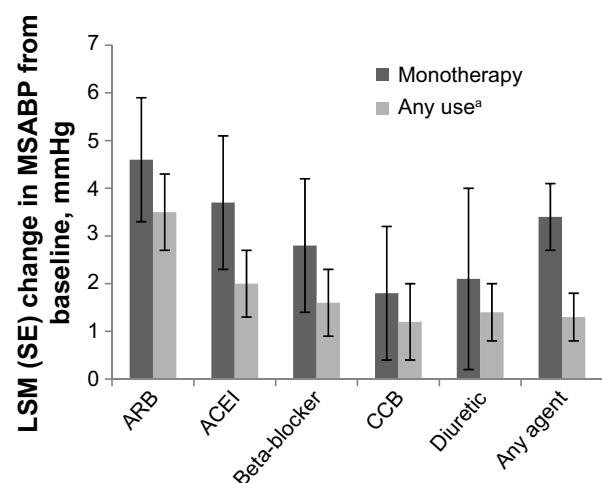 LSM (SE) change in MSABP from
baseline, mmHg
7
6
5
4
3
2
1
0
Monotherapy
Any useᵃ
ARB
ACEI
Beta-blocker
CCB
Diuretic
Any agent